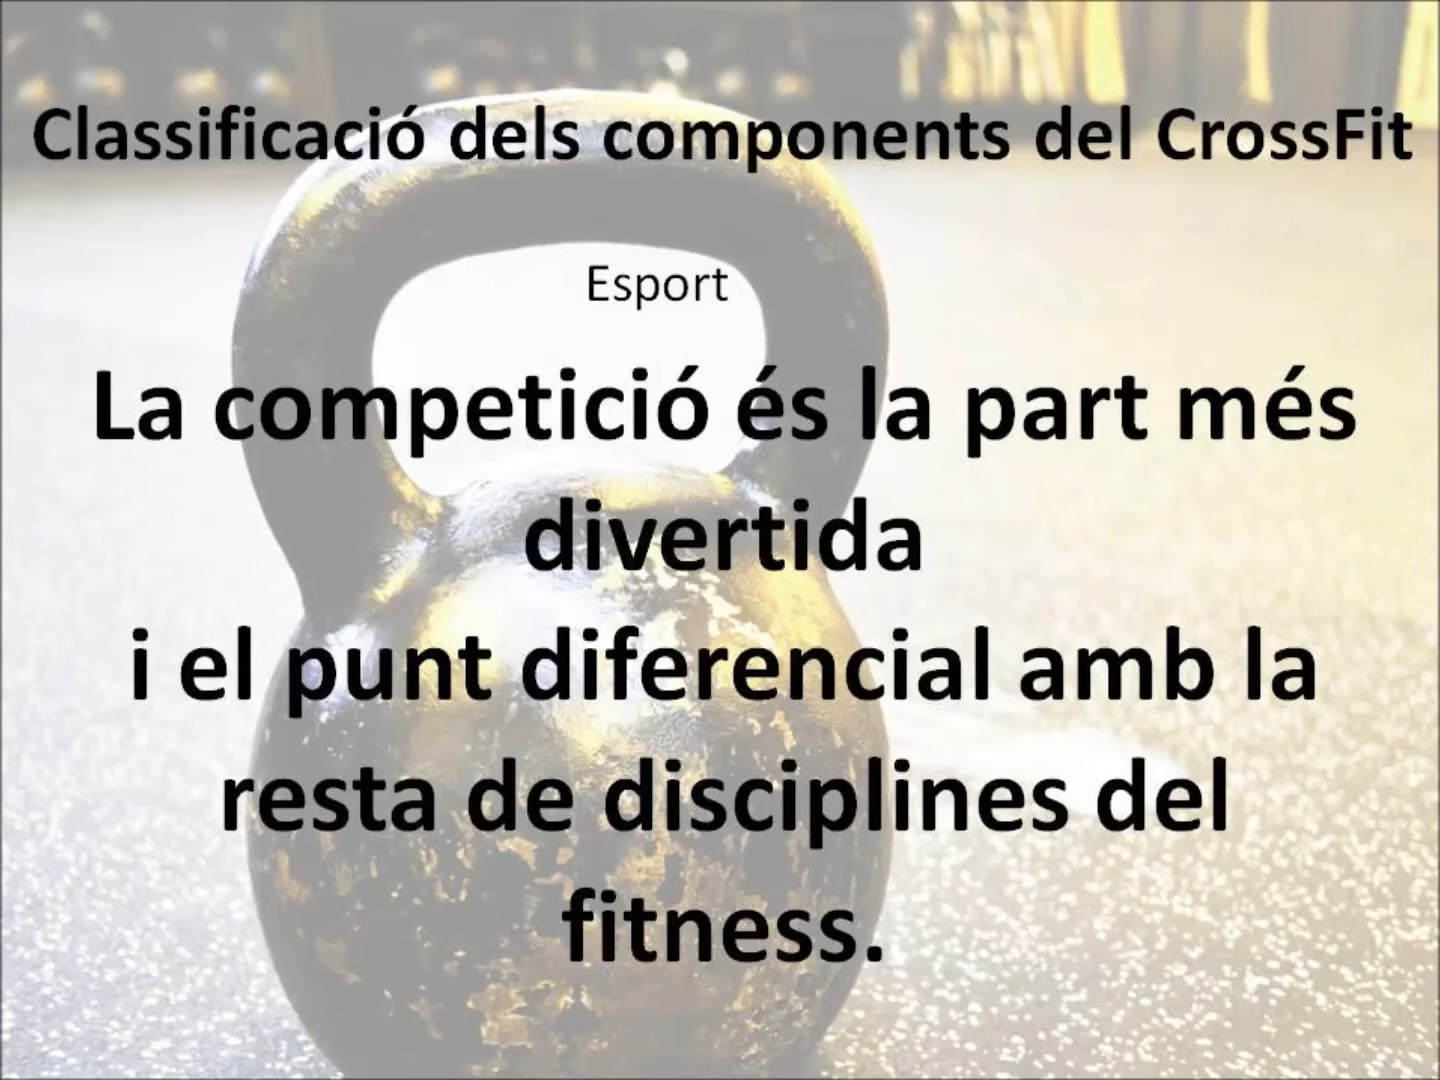 Classificació dels components del CrossFit
Esport
La competició és la part més
divertida
i el punt diferencial amb la
resta de disciplines del
fitness.